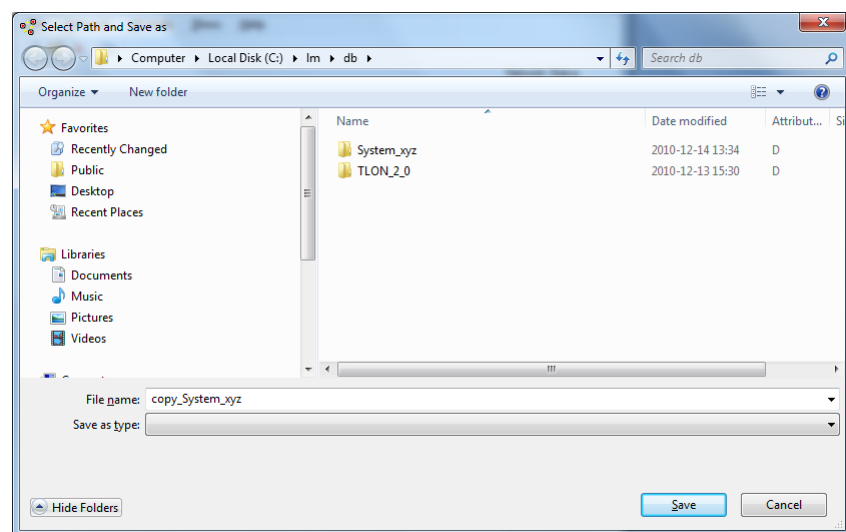 Select Path and Save as
Computer Local Disk (C:) lm db
Search db
Organize New folder
Name Date modified Attribut... Si
Favorites
Recently Changed
Public
Desktop
Recent Places
Libraries
Documents
Music
Pictures
Videos
System_xyz 2010-12-14 13:34 D
TLON_2_0 2010-12-13 15:30 D
File name: copy_System_xyz
Save as type:
Hide Folders
Save Cancel